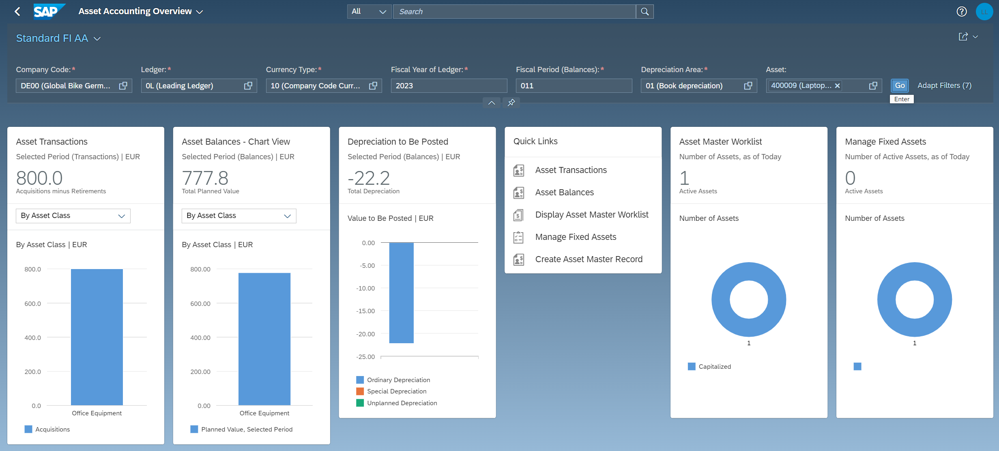 SAP
Asset Accounting Overview
All
Search
LL
Standard FI AA
Company Code:*
Ledger:*
Currency Type:*
Fiscal Year of Ledger:*
Fiscal Period (Balances):*
Depreciation Area:*
Asset:
DE00 (Global Bike Germ...
0L (Leading Ledger)
10 (Company Code Curr...
2023
011
01 (Book depreciation)
400009 (Laptop...
Go
Adapt Filters (7)
Enter
Asset Transactions
Selected Period (Transactions) | EUR
800.0
Acquisitions minus Retirements
By Asset Class
By Asset Class | EUR
800.0
600.0
400.0
200.0
0.0
Office Equipment
Acquisitions
Asset Balances - Chart View
Selected Period (Balances) | EUR
777.8
Total Planned Value
By Asset Class
By Asset Class | EUR
800.00
600.00
400.00
200.00
0.00
Office Equipment
Planned Value, Selected Period
Depreciation to Be Posted
Selected Period (Balances) | EUR
-22.2
Total Depreciation
Value to Be Posted | EUR
0.00
-5.00
-10.00
-15.00
-20.00
-25.00
Ordinary Depreciation
Special Depreciation
Unplanned Depreciation
Quick Links
Asset Transactions
Asset Balances
Display Asset Master Worklist
Manage Fixed Assets
Create Asset Master Record
Asset Master Worklist
Number of Assets, as of Today
1
Active Assets
Number of Assets
1
Capitalized
Manage Fixed Assets
Number of Active Assets, as of Today
0
Active Assets
Number of Assets
1